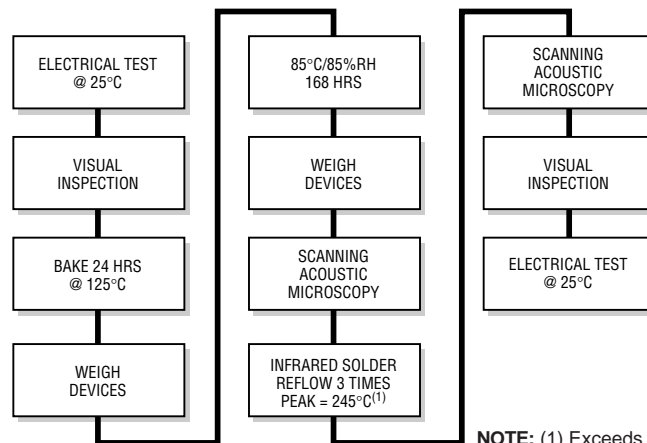 ELECTRICAL TEST
@ 25°C
VISUAL
INSPECTION
BAKE 24 HRS
@ 125°C
WEIGH
DEVICES
85°C/85%RH
168 HRS
WEIGH
DEVICES
SCANNING
ACOUSTIC
MICROSCOPY
INFRARED SOLDER
REFLOW 3 TIMES
PEAK = 245°C(1)
SCANNING
ACOUSTIC
MICROSCOPY
VISUAL
INSPECTION
ELECTRICAL TEST
@ 25°C
NOTE: (1) Exceeds